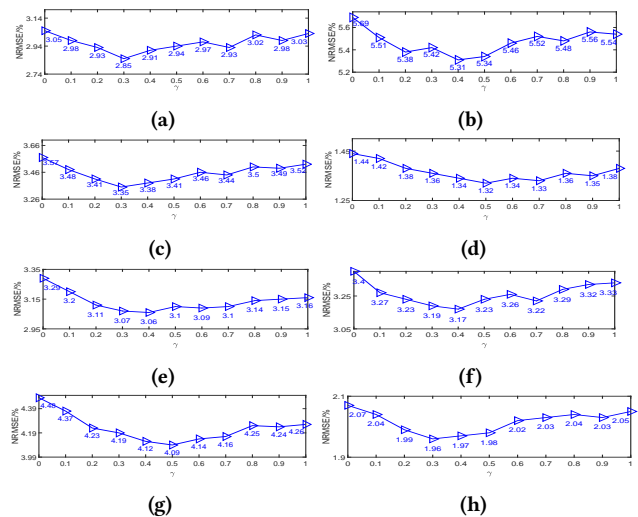 3.14
2.94
2.74
NRMSE/%
3.05 2.98 2.93 2.85 2.91 2.94 2.97 2.93 3.02 2.98 3.03
0 0.1 0.2 0.3 0.4 0.5 0.6 0.7 0.8 0.9 1
γ
(a)
5.6
5.4
5.2
NRMSE/%
5.69 5.51 5.38 5.42 5.31 5.34 5.46 5.52 5.48 5.56 5.54
0 0.1 0.2 0.3 0.4 0.5 0.6 0.7 0.8 0.9 1
γ
(b)
3.66
3.46
3.26
NRMSE/%
3.57 3.48 3.41 3.35 3.38 3.41 3.46 3.44 3.5 3.49 3.52
0 0.1 0.2 0.3 0.4 0.5 0.6 0.7 0.8 0.9 1
γ
(c)
1.45
1.25
NRMSE/%
1.44 1.42 1.38 1.36 1.34 1.32 1.34 1.33 1.36 1.35 1.38
0 0.1 0.2 0.3 0.4 0.5 0.6 0.7 0.8 0.9 1
γ
(d)
3.35
3.15
2.95
NRMSE/%
3.29 3.2 3.11 3.07 3.06 3.1 3.09 3.1 3.14 3.15 3.16
0 0.1 0.2 0.3 0.4 0.5 0.6 0.7 0.8 0.9 1
γ
(e)
3.25
3.05
NRMSE/%
3.4 3.27 3.23 3.19 3.17 3.23 3.26 3.22 3.29 3.32 3.33
0 0.1 0.2 0.3 0.4 0.5 0.6 0.7 0.8 0.9 1
γ
(f)
4.39
4.19
3.99
NRMSE/%
4.48 4.37 4.23 4.19 4.12 4.09 4.14 4.16 4.25 4.24 4.26
0 0.1 0.2 0.3 0.4 0.5 0.6 0.7 0.8 0.9 1
γ
(g)
2.1
1.9
NRMSE/%
2.07 2.04 1.99 1.96 1.97 1.98 2.02 2.03 2.04 2.03 2.05
0 0.1 0.2 0.3 0.4 0.5 0.6 0.7 0.8 0.9 1
γ
(h)